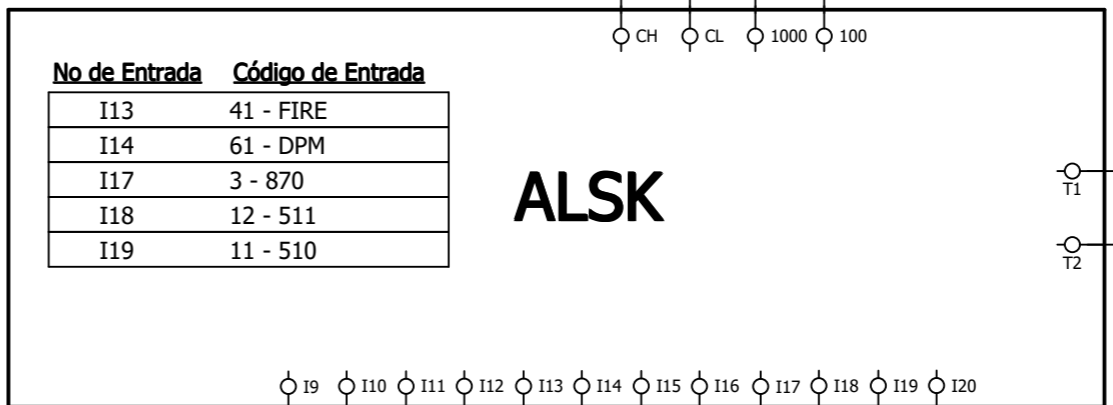 CH CL 1000 100
No de Entrada Código de Entrada
I13 41 - FIRE
I14 61 - DPM
I17 3 - 870
I18 12 - 511
I19 11 - 510
ALSK
T1
T2
I9 I10 I11 I12 I13 I14 I15 I16 I17 I18 I19 I20